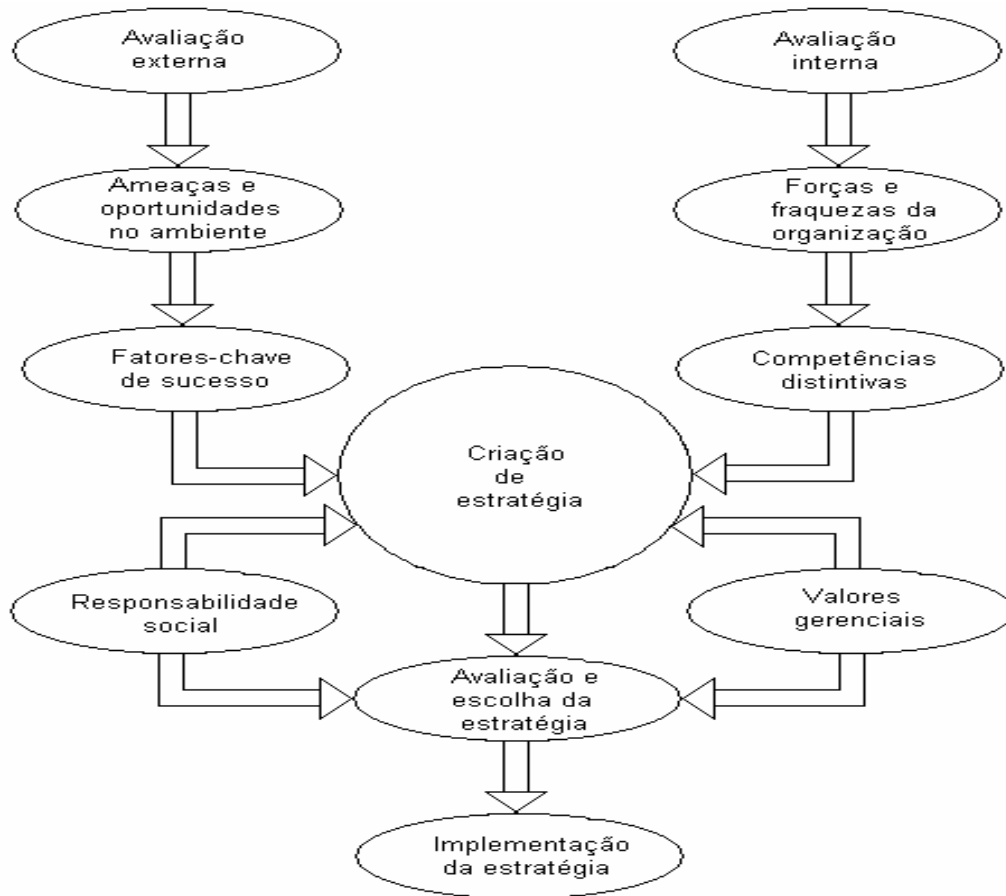 Avaliação
externa
Avaliação
interna
Ameaças e
oportunidades
no ambiente
Forças e
fraquezas da
organização
Fatores-chave
de sucesso
Competências
distintivas
Criação
de
estratégia
Responsabilidade
social
Valores
gerenciais
Avaliação e
escolha da
estratégia
Implementação
da estratégia